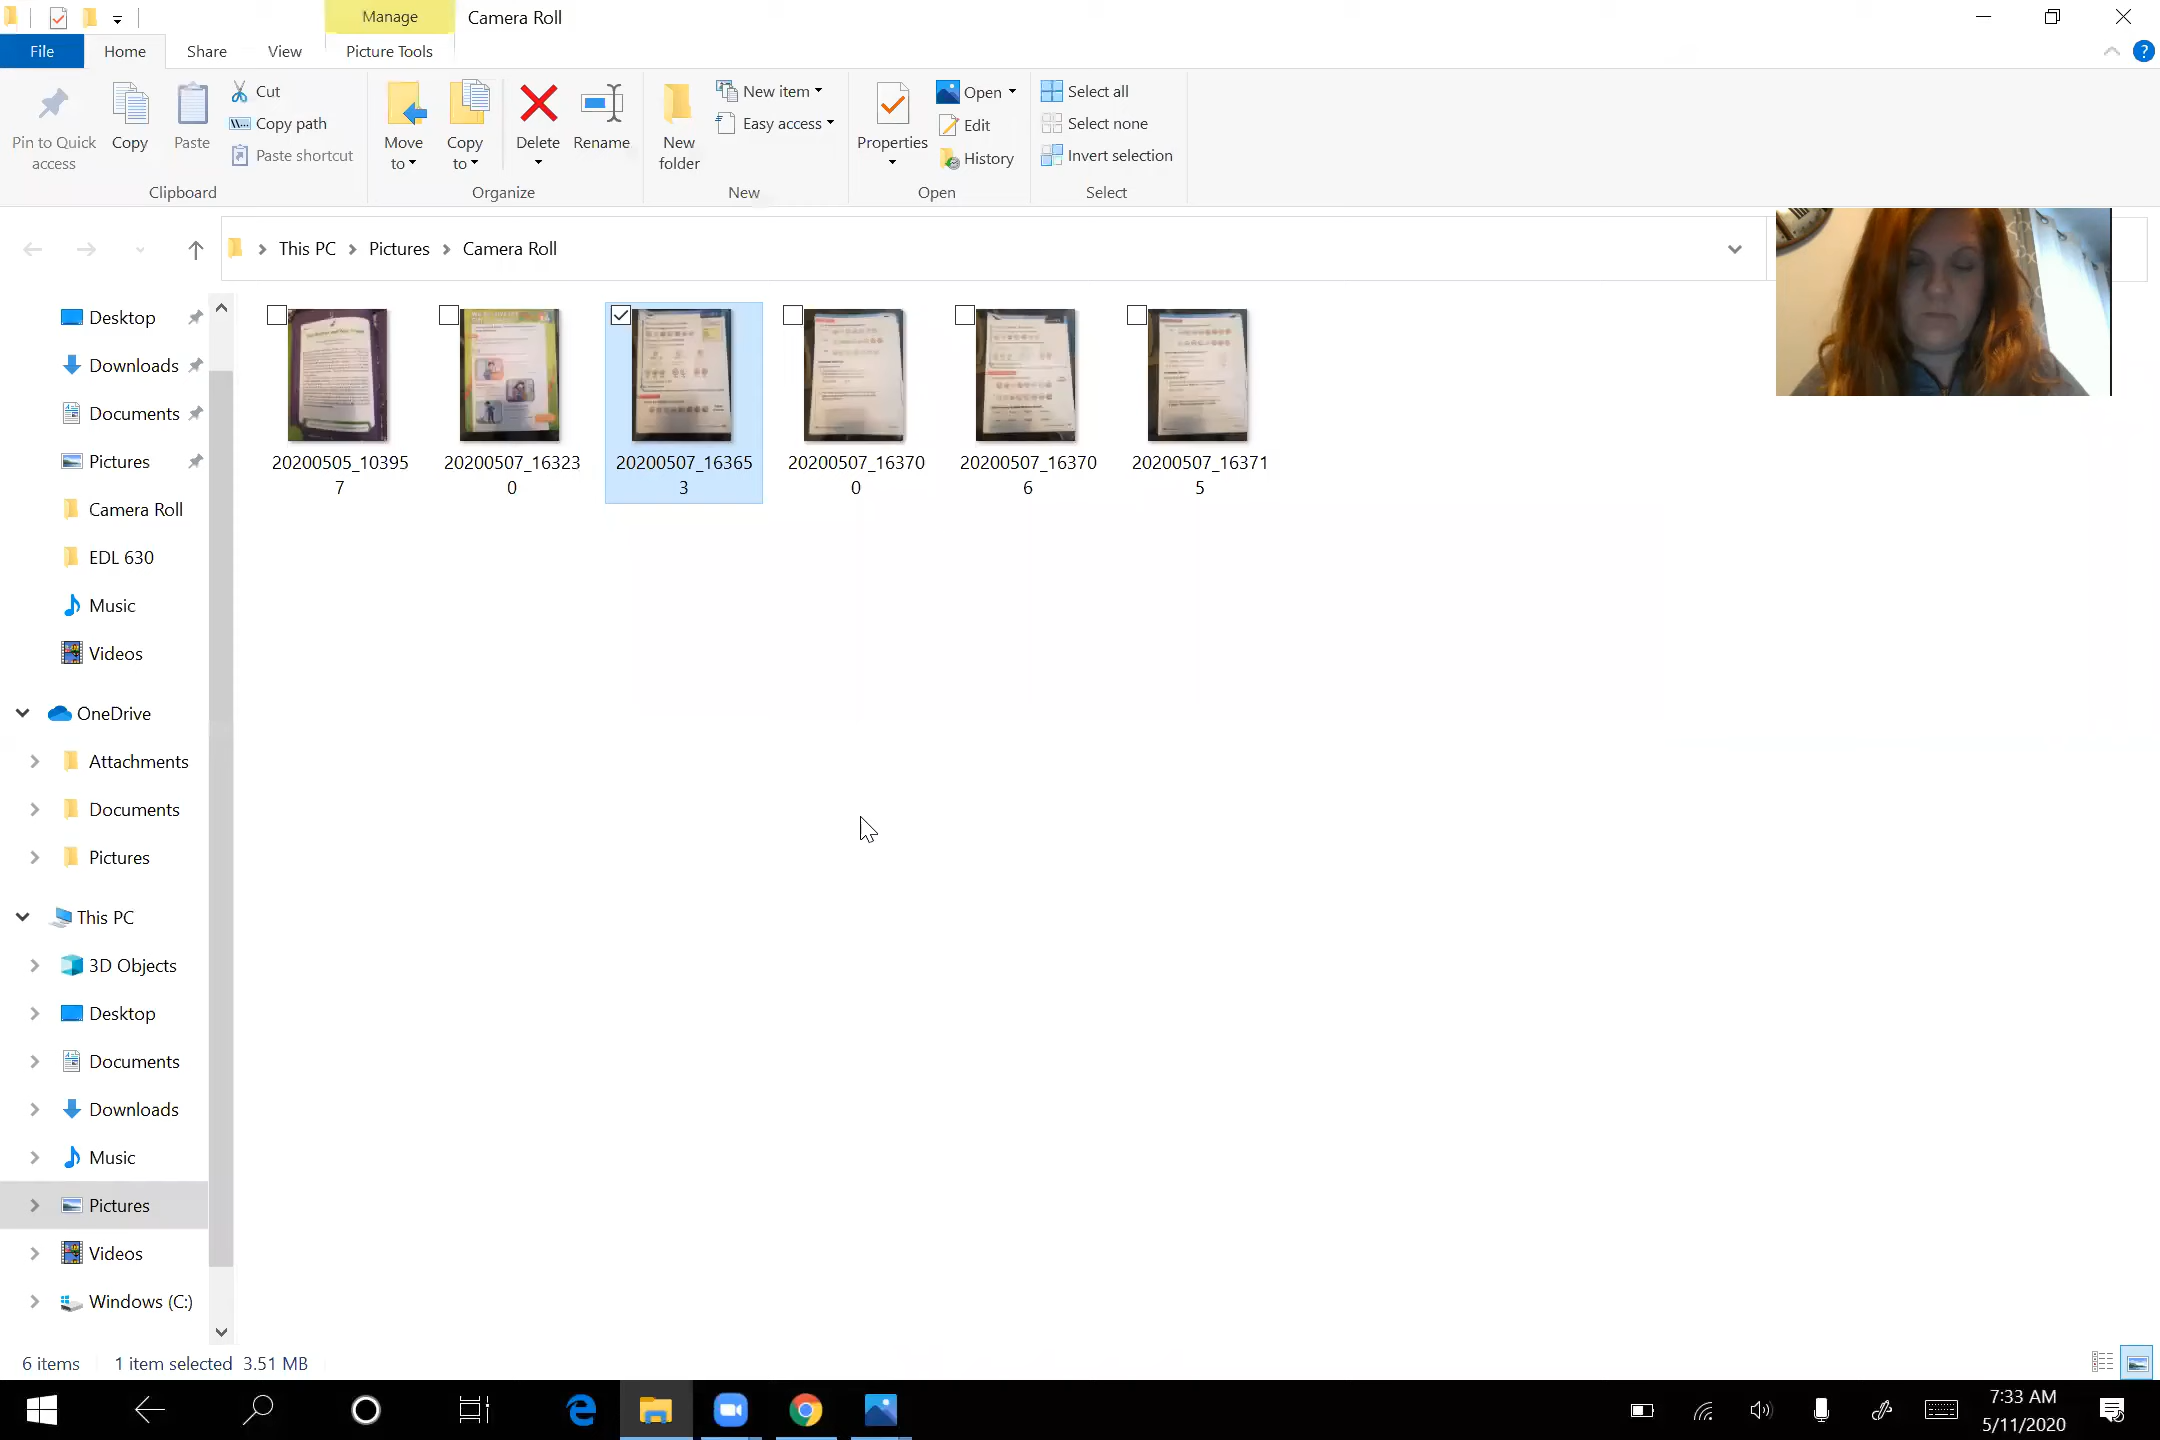 Manage
Camera Roll
File
Home
Share
View
Picture Tools
Pin to Quick access
Copy
Paste
Cut
Copy path
Paste shortcut
Clipboard
Move to
Copy to
Delete
Rename
Organize
New folder
New item
Easy access
New
Properties
Open
Edit
History
Open
Select all
Select none
Invert selection
Select
This PC
Pictures
Camera Roll
Desktop
Downloads
Documents
Pictures
Camera Roll
EDL 630
Music
Videos
OneDrive
Attachments
Documents
Pictures
This PC
3D Objects
Desktop
Documents
Downloads
Music
Pictures
Videos
Windows (C:)
20200505_10395
7
20200507_16323
0
20200507_16365
3
20200507_16370
0
20200507_16370
6
20200507_16371
5
6 items
1 item selected 3.51 MB
7:33 AM
5/11/2020